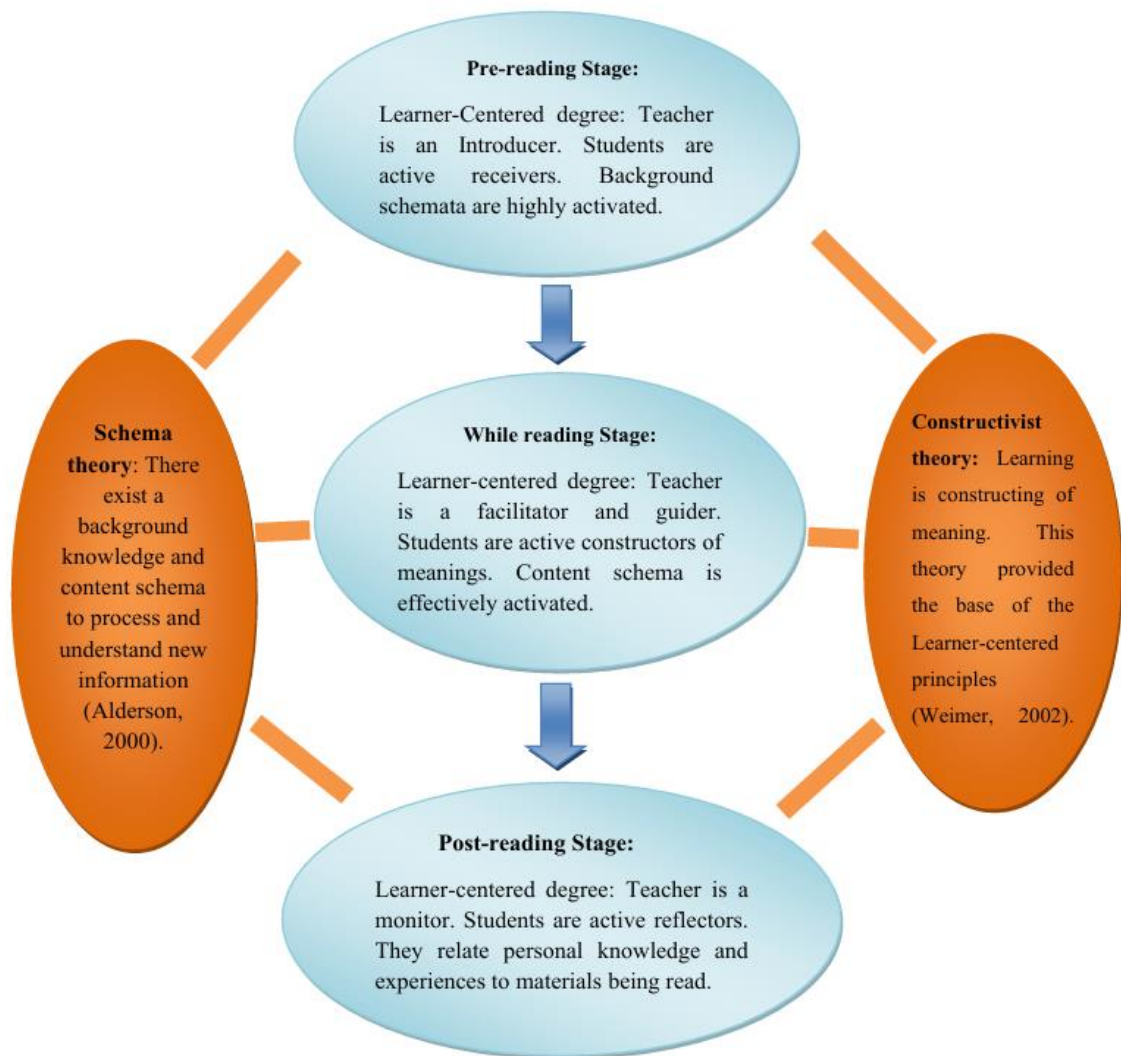 Pre-reading Stage:
Learner-Centered degree: Teacher
is an Introducer. Students are
active receivers. Background
schemata are highly activated.
Schema
theory: There
exist a
background
knowledge and
content schema
to process and
understand new
information
(Alderson,
2000).
While reading Stage:
Learner-centered degree: Teacher
is a facilitator and guider.
Students are active constructors of
meanings. Content schema is
effectively activated.
Constructivist
theory: Learning
is constructing of
meaning. This
theory provided
the base of the
Learner-centered
principles
(Weimer, 2002).
Post-reading Stage:
Learner-centered degree: Teacher is a
monitor. Students are active reflectors.
They relate personal knowledge and
experiences to materials being read.